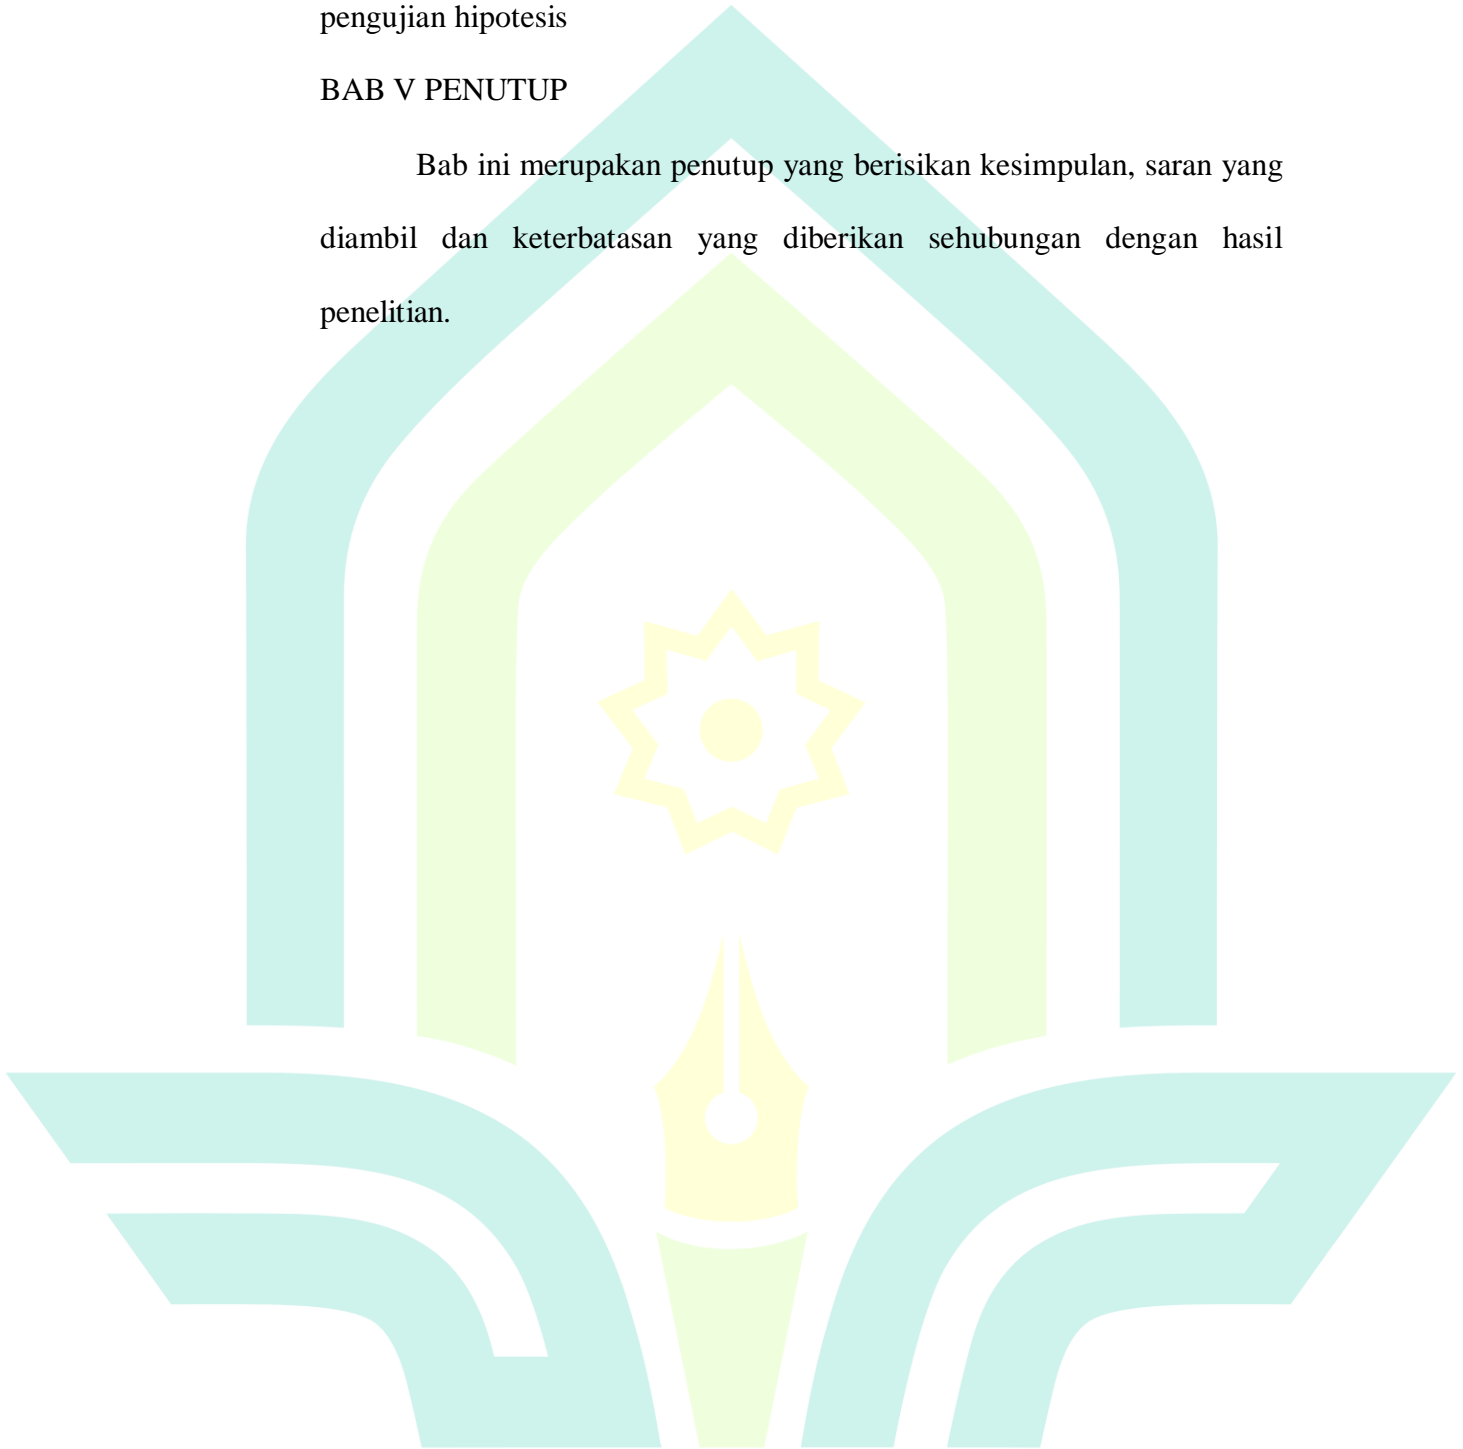 pengujian hipotesis
BAB V PENUTUP
Bab ini merupakan penutup yang berisikan kesimpulan, saran yang
diambil dan keterbatasan yang diberikan sehubungan dengan hasil
penelitian.